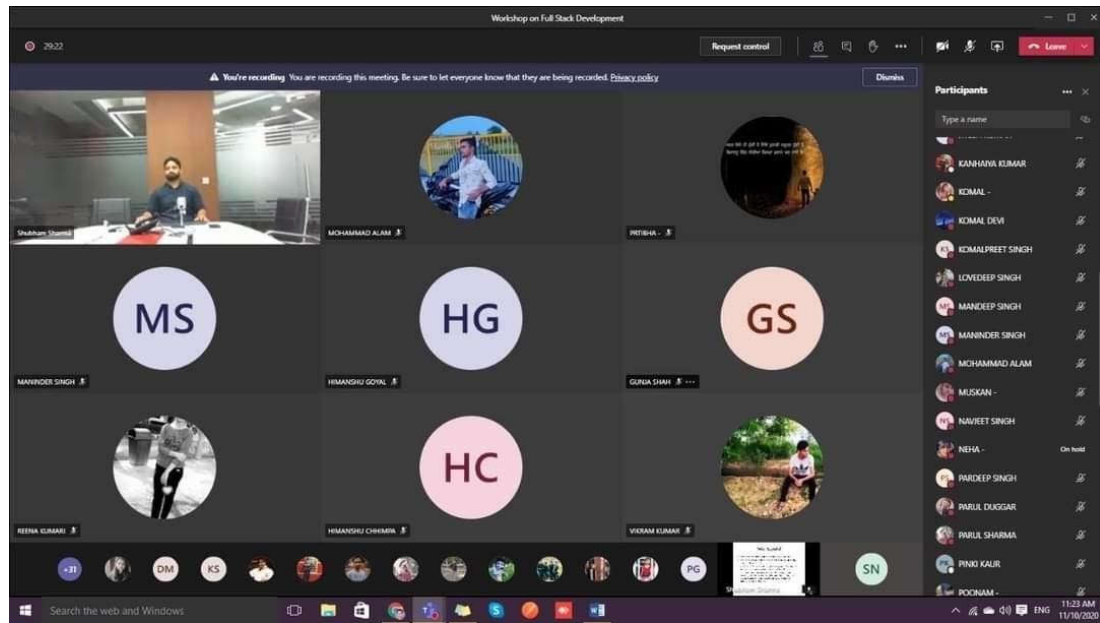 Workshop on Full Stack Development
29:22
Request control
Leave
You're recording You are recording this meeting. Be sure to let everyone know that they are being recorded. Privacy policy
Dismiss
Participants
Type a name
KANHAIYA KUMAR
KOMAL -
KOMAL DEVI
KS KOMALPREET SINGH
LOVEDEEP SINGH
MS MANDEEP SINGH
MS MANINDER SINGH
MOHAMMAD ALAM
MUSKAN -
NS NAVJEET SINGH
NEHA - On hold
PS PARDEEP SINGH
PARUL DUGGAR
PARUL SHARMA
PINKI KAUR
POONAM -
Shubham Sharma
MOHAMMAD ALAM
PRTIBHA -
MS
HG
GS
MANINDER SINGH
HIMANSHU GOYAL
GUNJA SHAH
HC
REENA KUMARI
HIMANSHU CHHIMPA
VIKRAM KUMAR
+31
DM
KS
PG
Shubham Sharma
SN
Search the web and Windows
ENG
11:23 AM
11/10/2020